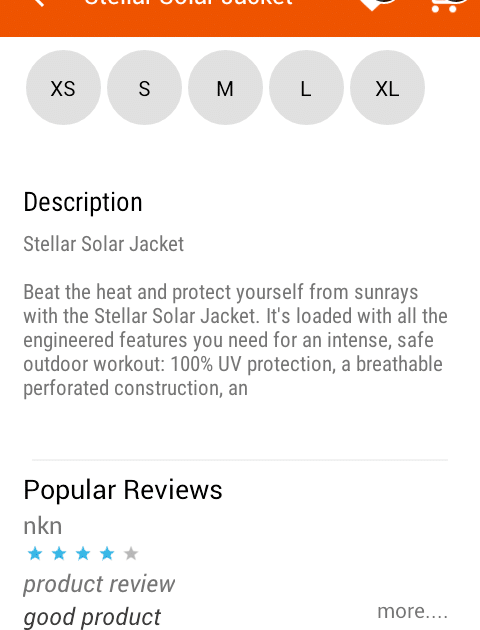 Stellar Solar Jacket
XS S M L XL
Description
Stellar Solar Jacket
Beat the heat and protect yourself from sunrays
with the Stellar Solar Jacket. It's loaded with all the
engineered features you need for an intense, safe
outdoor workout: 100% UV protection, a breathable
perforated construction, an
Popular Reviews
nkn
product review
good product
more....